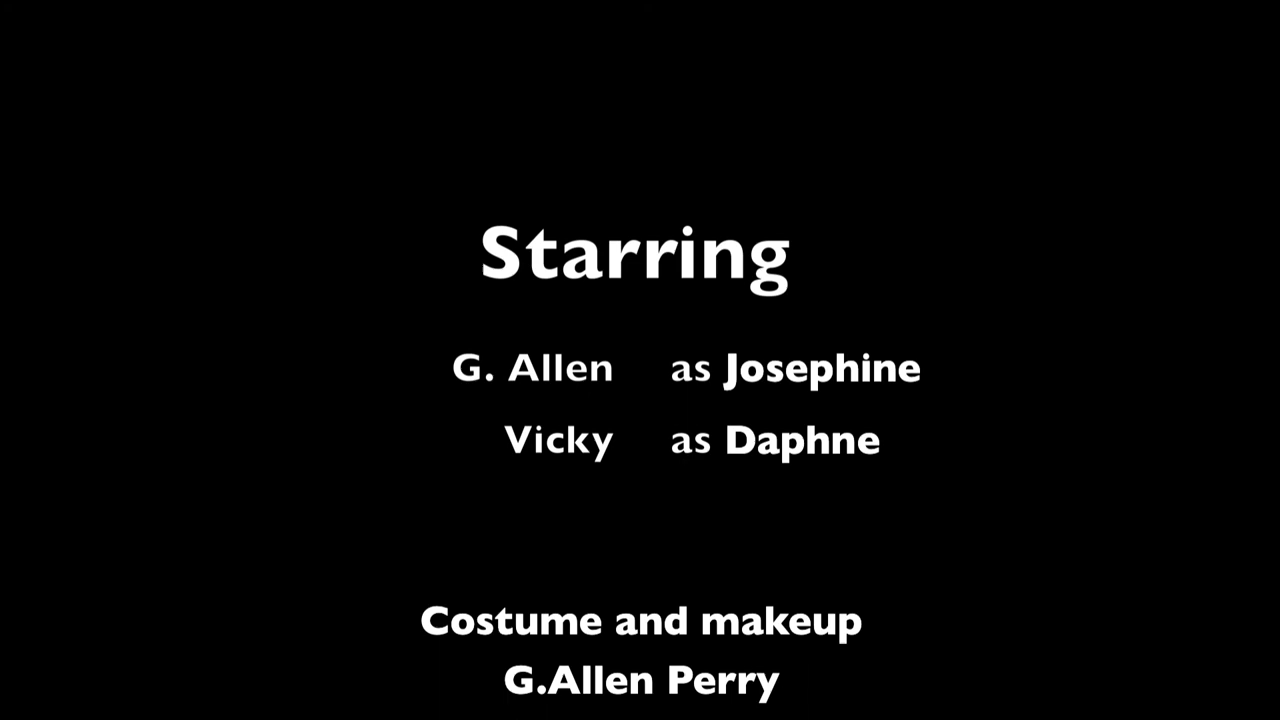 Starring
G. Allen as Josephine
Vicky as Daphne
Costume and makeup
G.Allen Perry